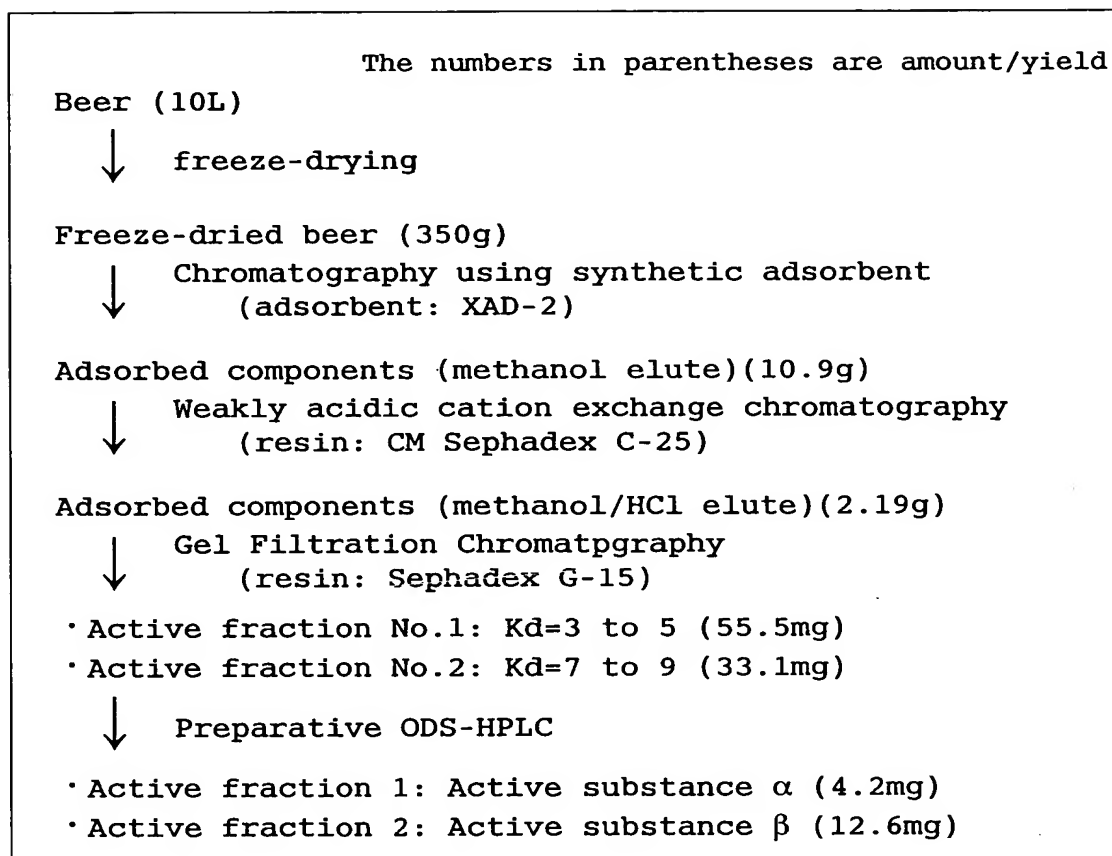 The numbers in parentheses are amount/yield
Beer (10L)
↓ freeze-drying
Freeze-dried beer (350g)
↓ Chromatography using synthetic adsorbent
(adsorbent: XAD-2)
Adsorbed components (methanol elute)(10.9g)
↓ Weakly acidic cation exchange chromatography
(resin: CM Sephadex C-25)
Adsorbed components (methanol/HCl elute)(2.19g)
↓ Gel Filtration Chromatpgraphy
(resin: Sephadex G-15)
·Active fraction No.1: Kd=3 to 5 (55.5mg)
·Active fraction No.2: Kd=7 to 9 (33.1mg)
↓ Preparative ODS-HPLC
·Active fraction 1: Active substance α (4.2mg)
·Active fraction 2: Active substance β (12.6mg)